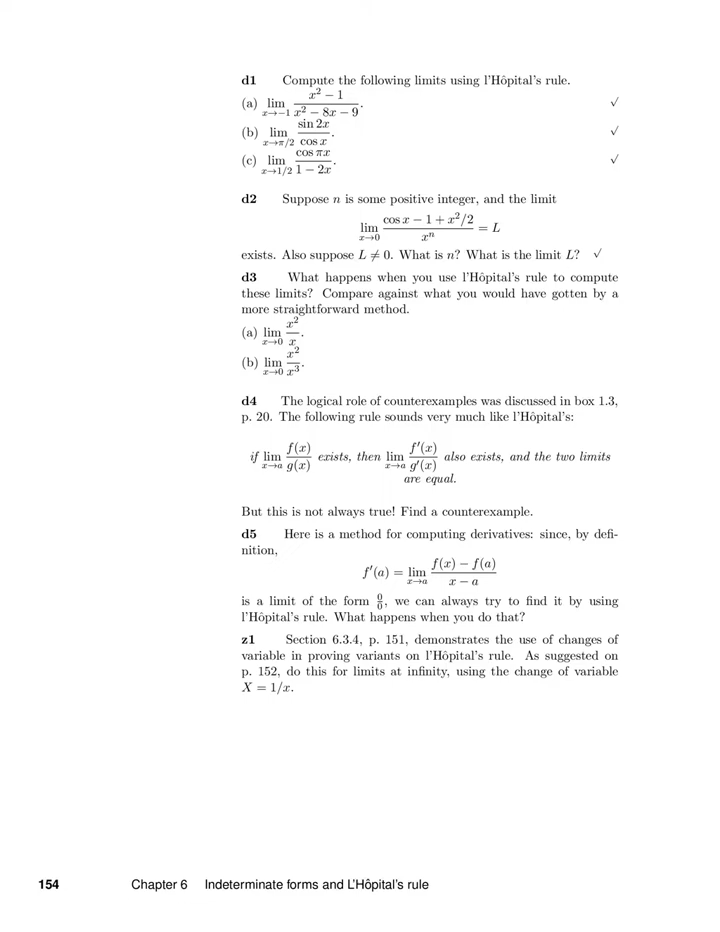 d1 Compute the following limits using l'Hôpital's rule.
(a) lim_{x→−1} \frac{x^2 − 1}{x^2 − 8x − 9}. √
(b) lim_{x→π/2} \frac{sin 2x}{cos x}. √
(c) lim_{x→1/2} \frac{cos πx}{1 − 2x}. √
d2 Suppose n is some positive integer, and the limit
lim_{x→0} \frac{cos x − 1 + x^2/2}{x^n} = L
exists. Also suppose L ≠ 0. What is n? What is the limit L? √
d3 What happens when you use l'Hôpital's rule to compute
these limits? Compare against what you would have gotten by a
more straightforward method.
(a) lim_{x→0} \frac{x^2}{x}.
(b) lim_{x→0} \frac{x^2}{x^3}.
d4 The logical role of counterexamples was discussed in box 1.3,
p. 20. The following rule sounds very much like l'Hôpital's:
if lim_{x→a} \frac{f(x)}{g(x)} exists, then lim_{x→a} \frac{f′(x)}{g′(x)} also exists, and the two limits
are equal.
But this is not always true! Find a counterexample.
d5 Here is a method for computing derivatives: since, by defi-
nition,
f′(a) = lim_{x→a} \frac{f(x) − f(a)}{x − a}
is a limit of the form \frac{0}{0}, we can always try to find it by using
l'Hôpital's rule. What happens when you do that?
z1 Section 6.3.4, p. 151, demonstrates the use of changes of
variable in proving variants on l'Hôpital's rule. As suggested on
p. 152, do this for limits at infinity, using the change of variable
X = 1/x.
154 Chapter 6 Indeterminate forms and L'Hôpital's rule